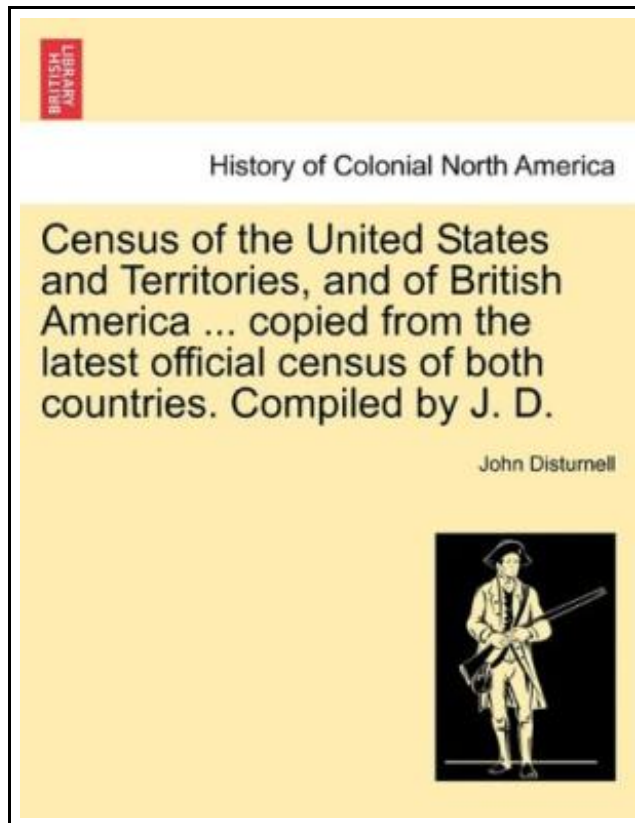 BRITISH
LIBRARY
History of Colonial North America
Census of the United States
and Territories, and of British
America ... copied from the
latest official census of both
countries. Compiled by J. D.
John Disturnell